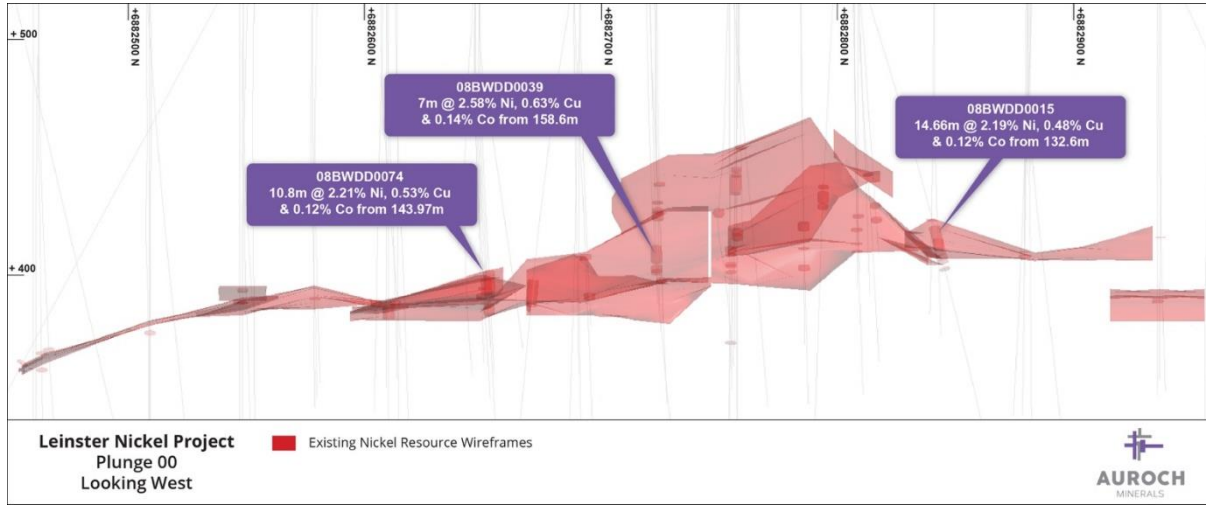 +6882500 N
+6882600 N
+6882700 N
+6882800 N
+6882900 N
+ 500
+ 400
08BWDD0039
7m @ 2.58% Ni, 0.63% Cu
& 0.14% Co from 158.6m
08BWDD0015
14.66m @ 2.19% Ni, 0.48% Cu
& 0.12% Co from 132.6m
08BWDD0074
10.8m @ 2.21% Ni, 0.53% Cu
& 0.12% Co from 143.97m
Leinster Nickel Project
Plunge 00
Looking West
Existing Nickel Resource Wireframes
AUROCH
MINERALS